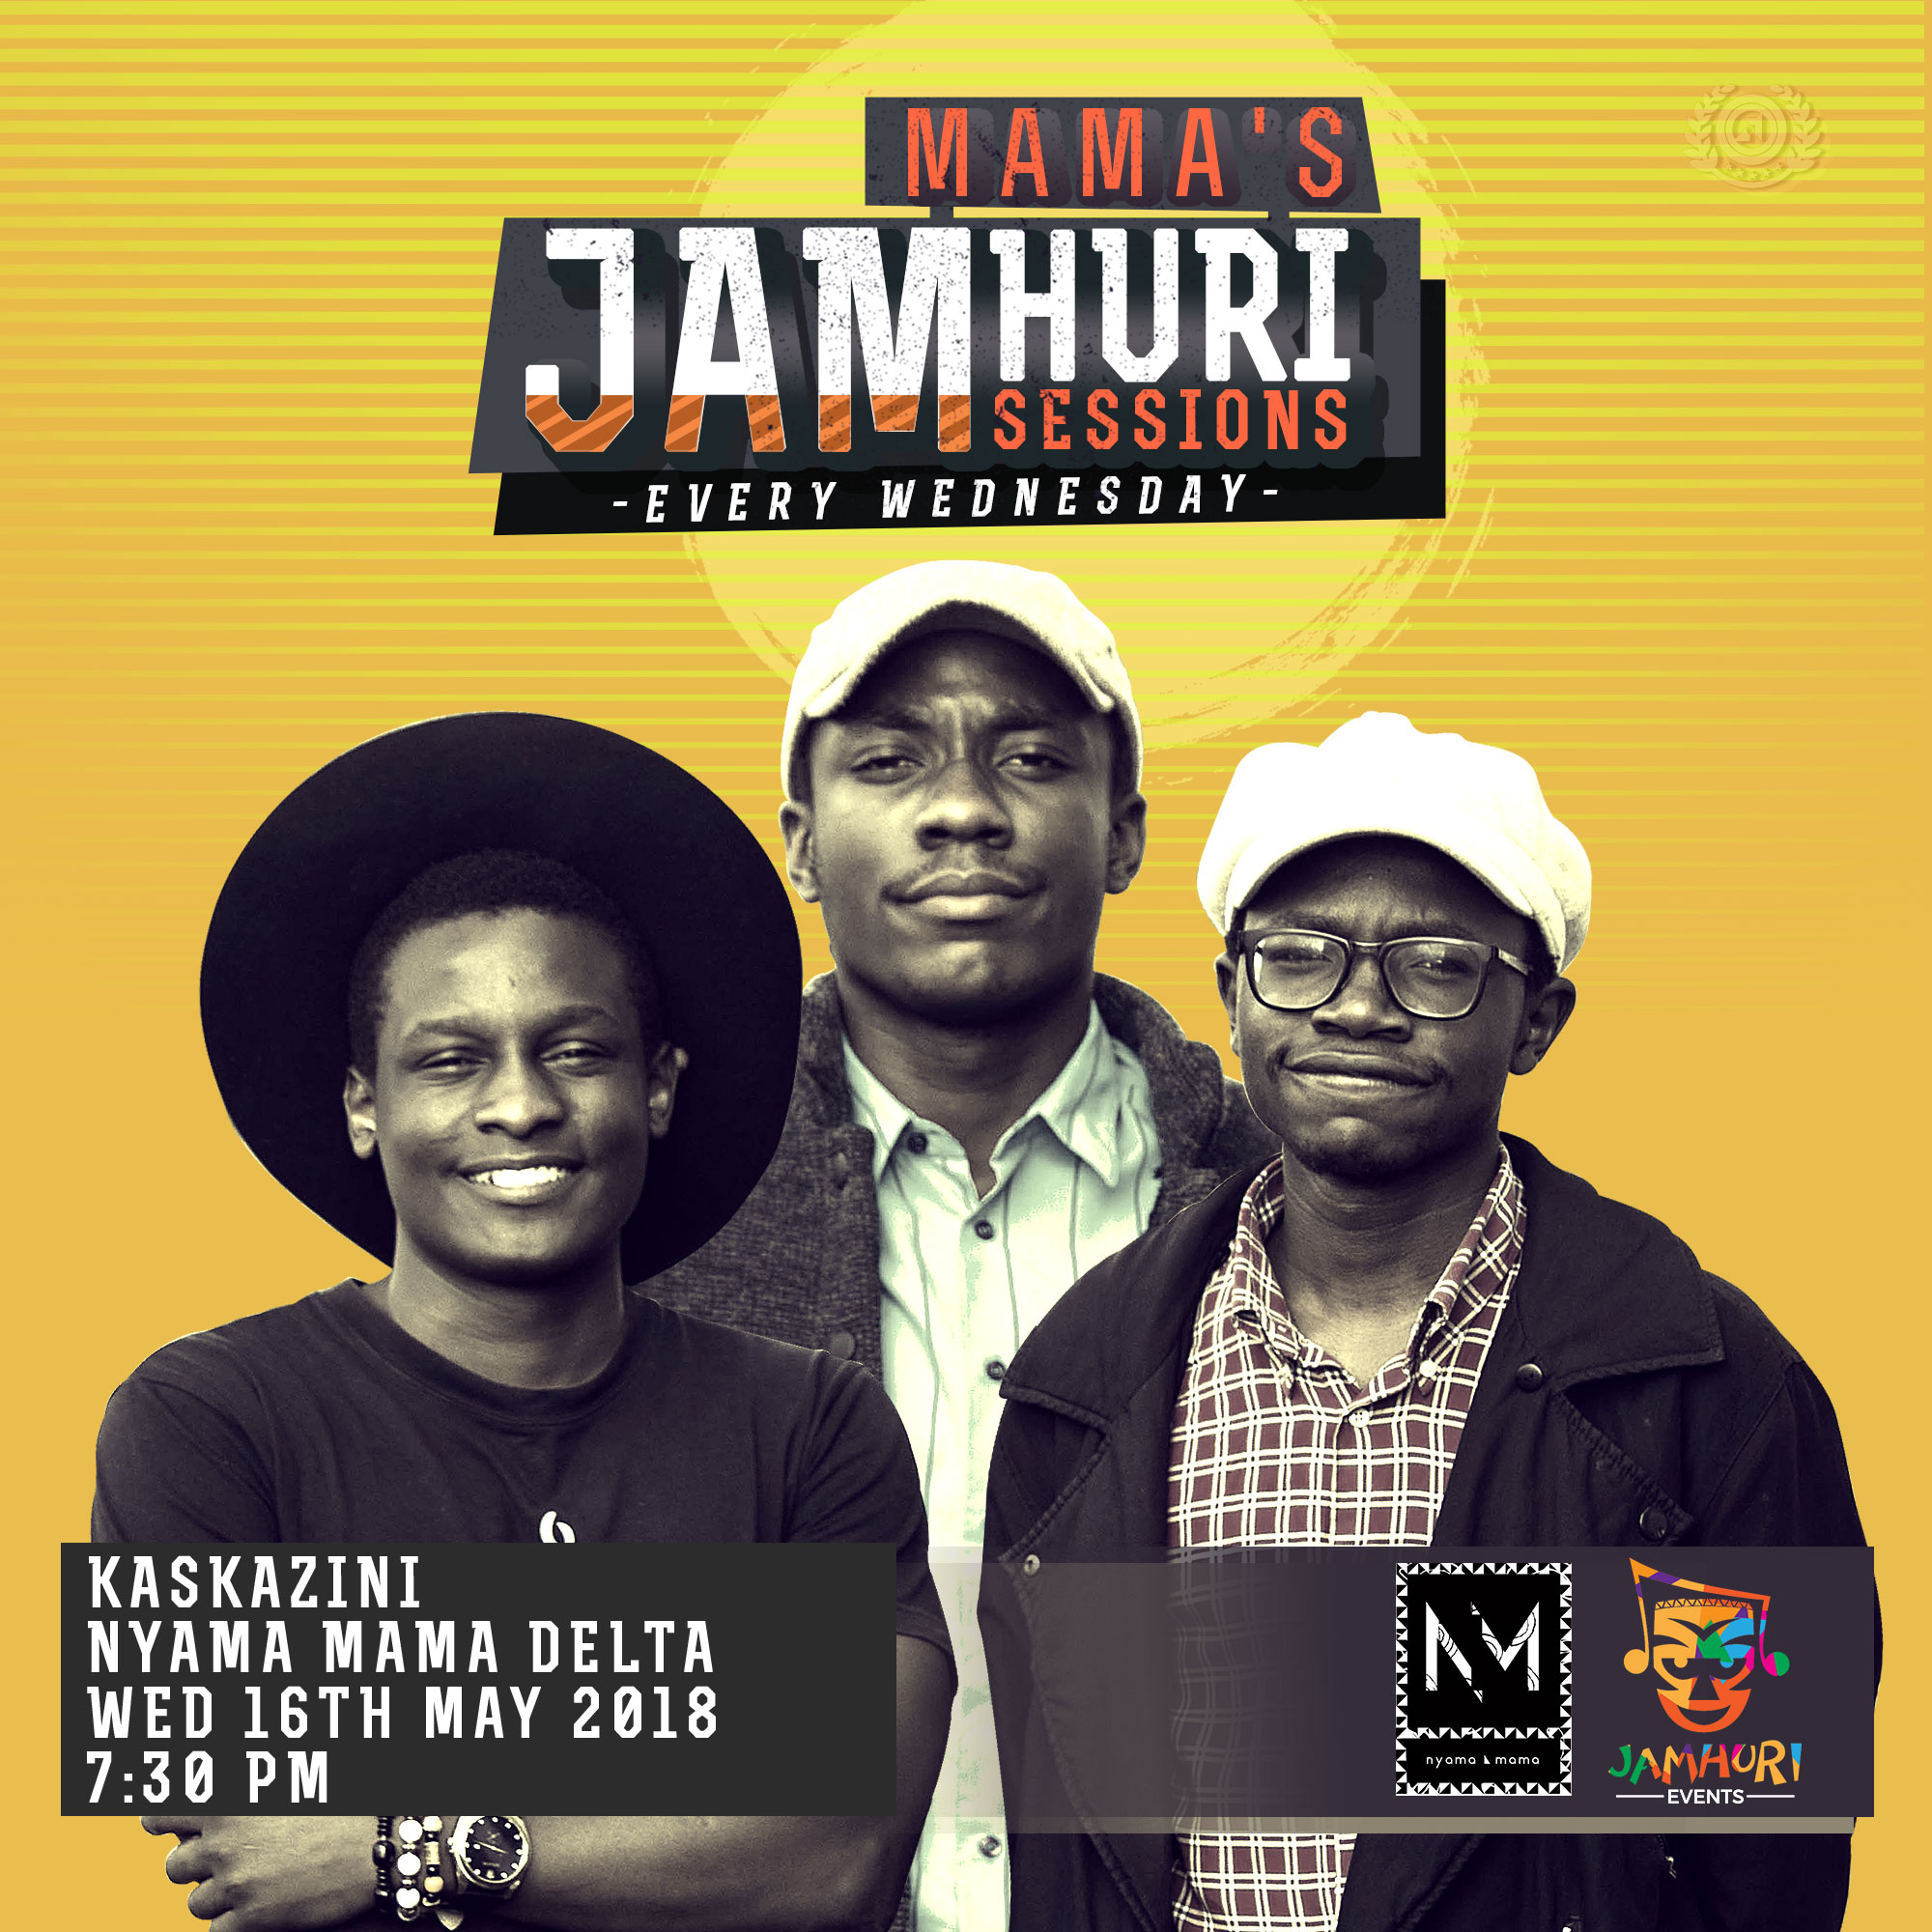 MAMA'S
JAMHURI
SESSIONS
-EVERY WEDNESDAY-
KASKAZINI
NYAMA MAMA DELTA
WED 16TH MAY 2018
7:30 PM
NM
nyama mama
JAMHURI
EVENTS